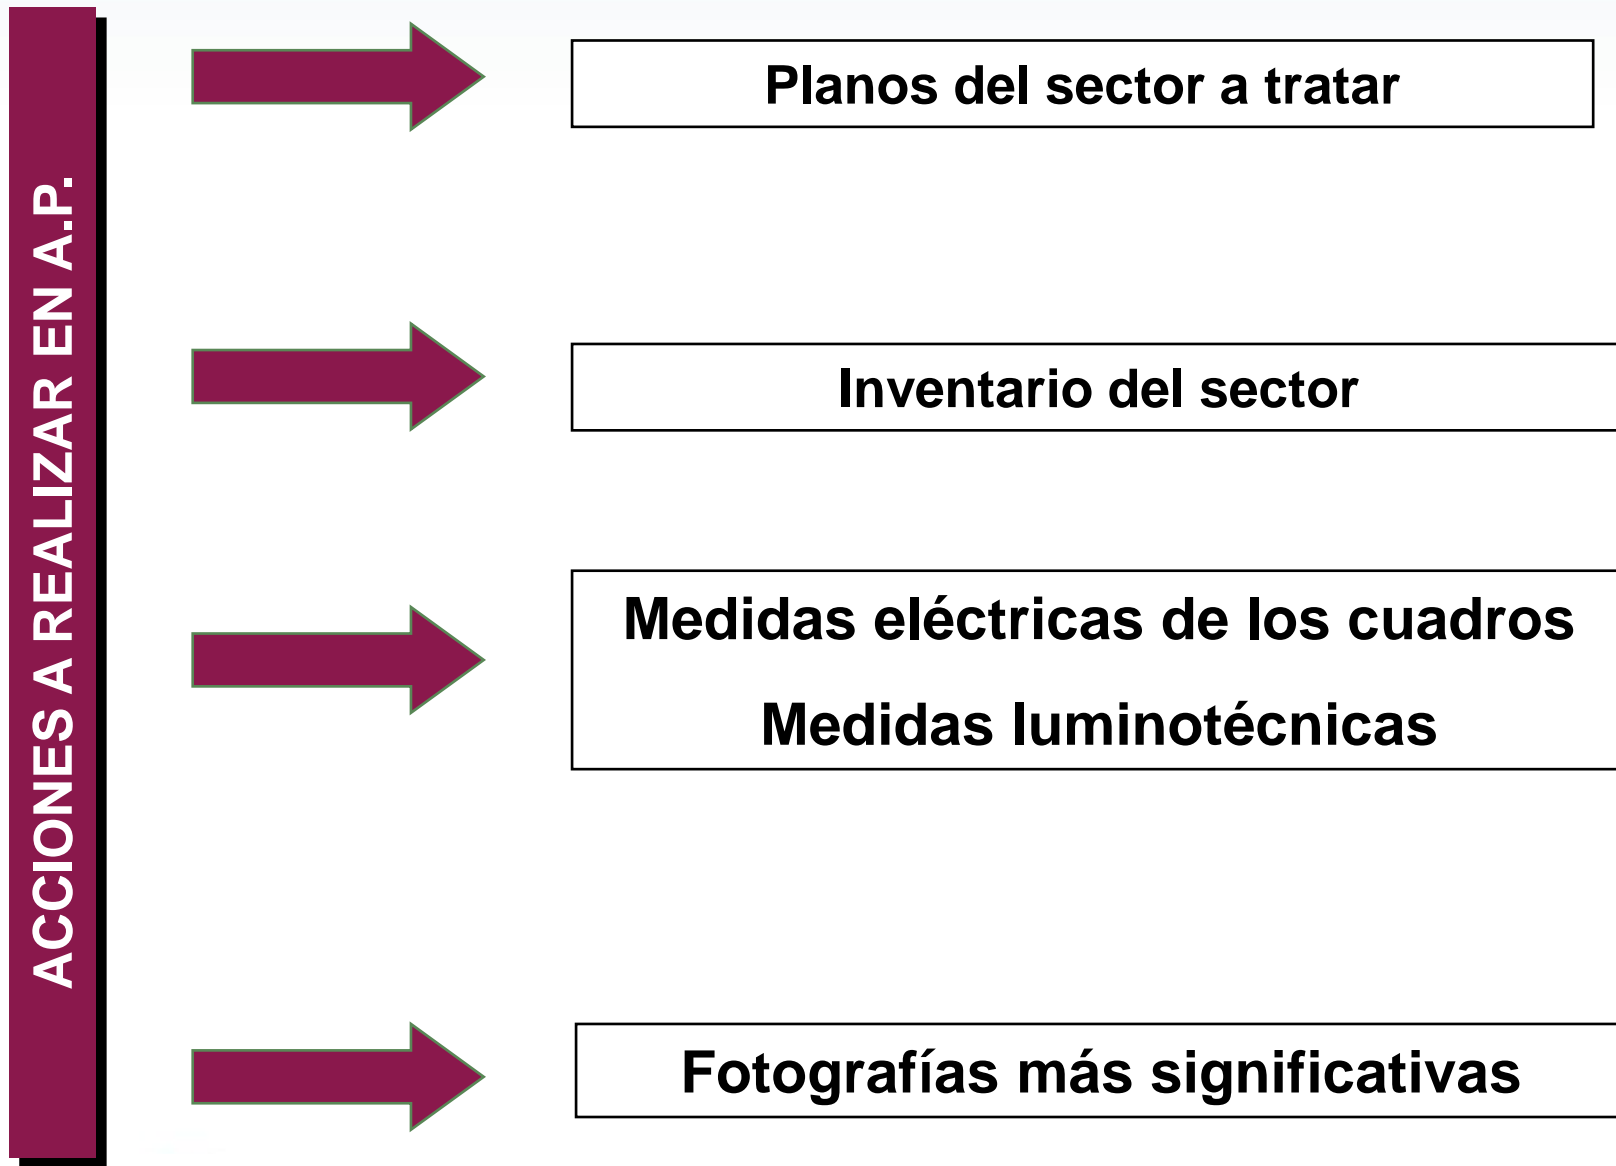 ACCIONES A REALIZAR EN A.P.
Planos del sector a tratar
Inventario del sector
Medidas eléctricas de los cuadros
Medidas luminotécnicas
Fotografías más significativas